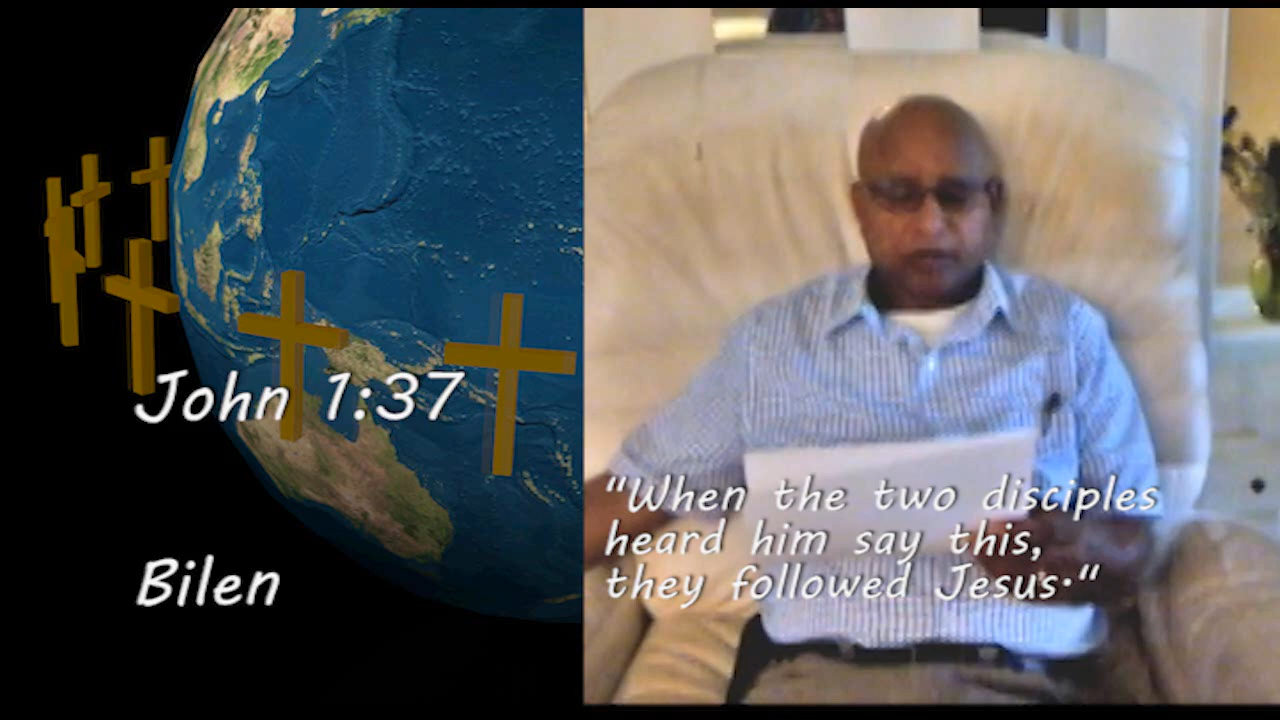 John 1:37
Bilen
"When the two disciples
heard him say this,
they followed Jesus."